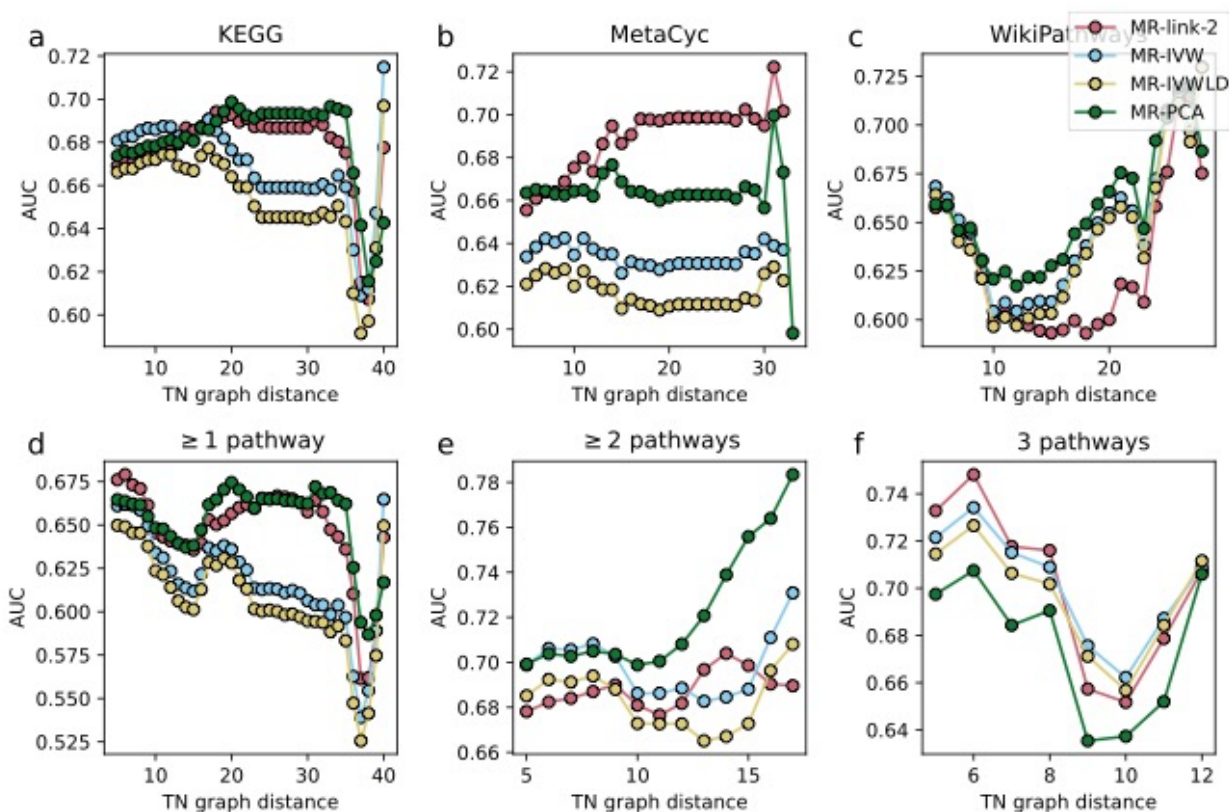 a
KEGG
b
MetaCyc
c
WikiPathways
MR-link-2
MR-IVW
MR-IVWLD
MR-PCA
0.72
0.70
0.68
0.66
0.64
0.62
0.60
AUC
10
20
30
40
TN graph distance
0.72
0.70
0.68
0.66
0.64
0.62
0.60
AUC
10
20
30
TN graph distance
0.725
0.700
0.675
0.650
0.625
0.600
AUC
10
20
TN graph distance
d
≥ 1 pathway
e
≥ 2 pathways
f
3 pathways
0.675
0.650
0.625
0.600
0.575
0.550
0.525
AUC
10
20
30
40
TN graph distance
0.78
0.76
0.74
0.72
0.70
0.68
0.66
AUC
5
10
15
TN graph distance
0.74
0.72
0.70
0.68
0.66
0.64
AUC
6
8
10
12
TN graph distance